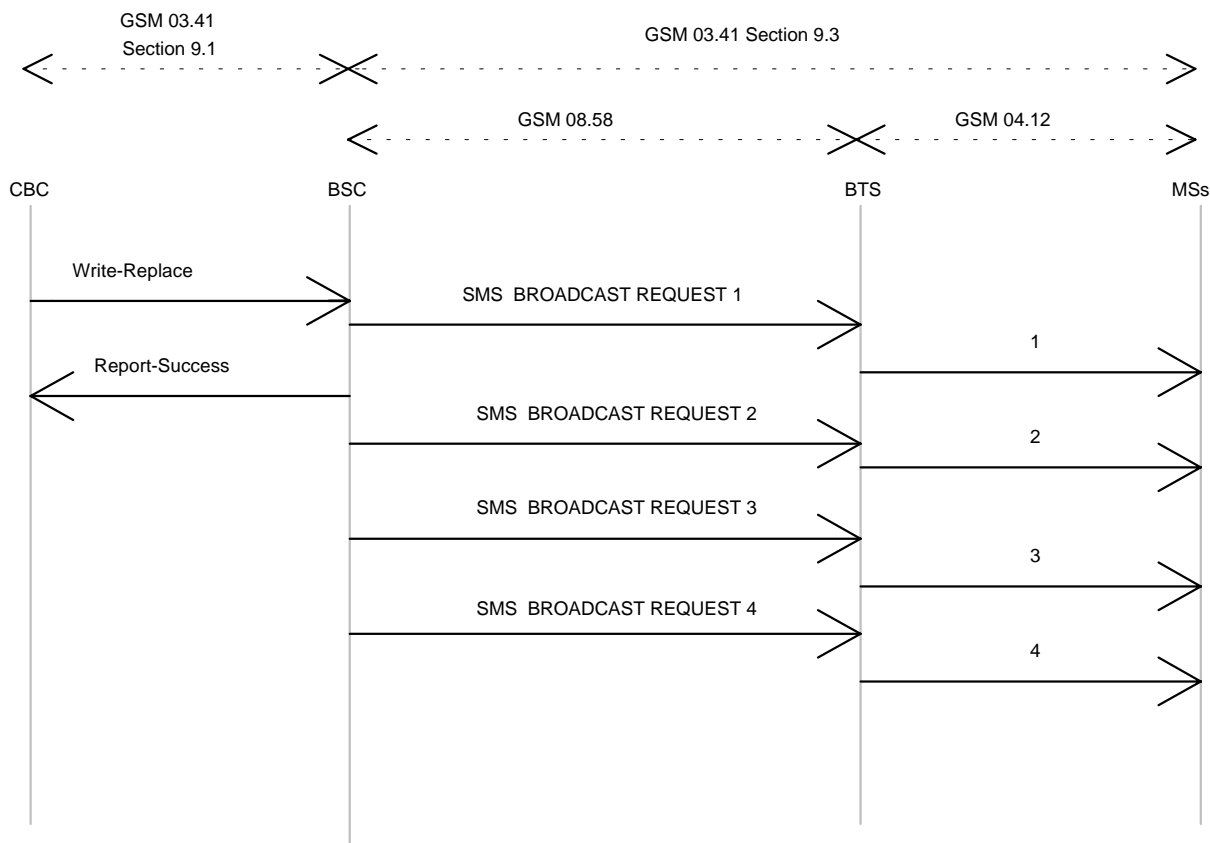 GSM 03.41
Section 9.1
GSM 03.41 Section 9.3
GSM 08.58
GSM 04.12
CBC
BSC
BTS
MSs
Write-Replace
SMS BROADCAST REQUEST 1
1
Report-Success
SMS BROADCAST REQUEST 2
2
SMS BROADCAST REQUEST 3
3
SMS BROADCAST REQUEST 4
4